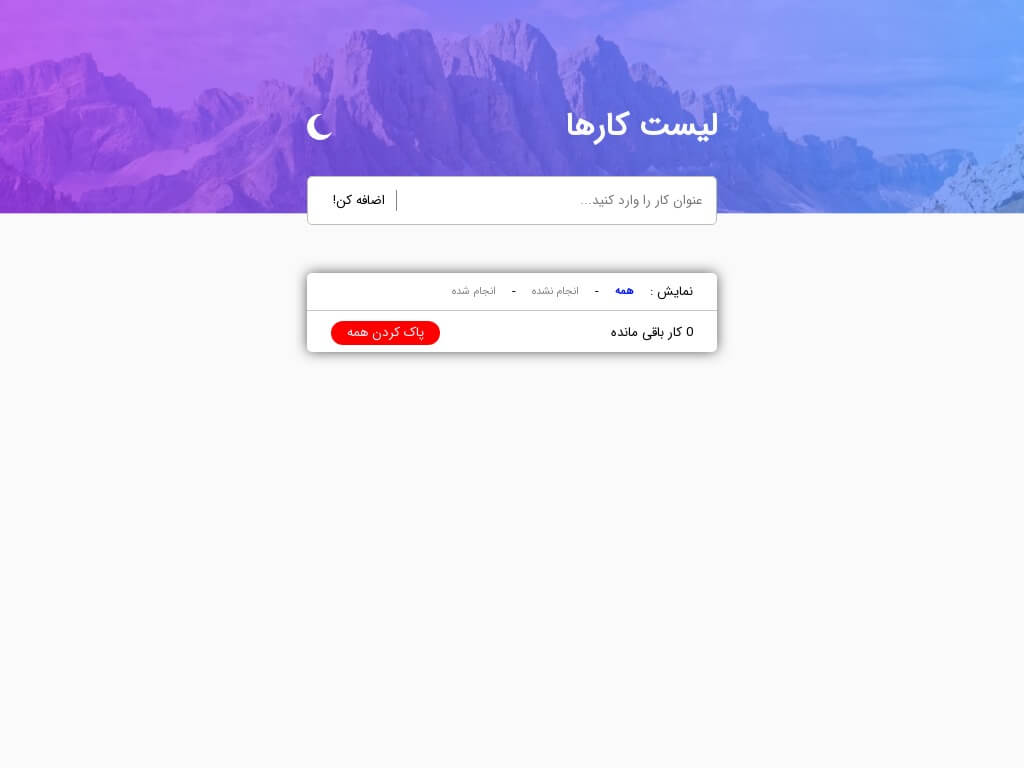 لیست کارها
عنوان کار را وارد کنید...
اضافه کن!
نمایش : همه - انجام نشده - انجام شده
0 کار باقی مانده
پاک کردن همه